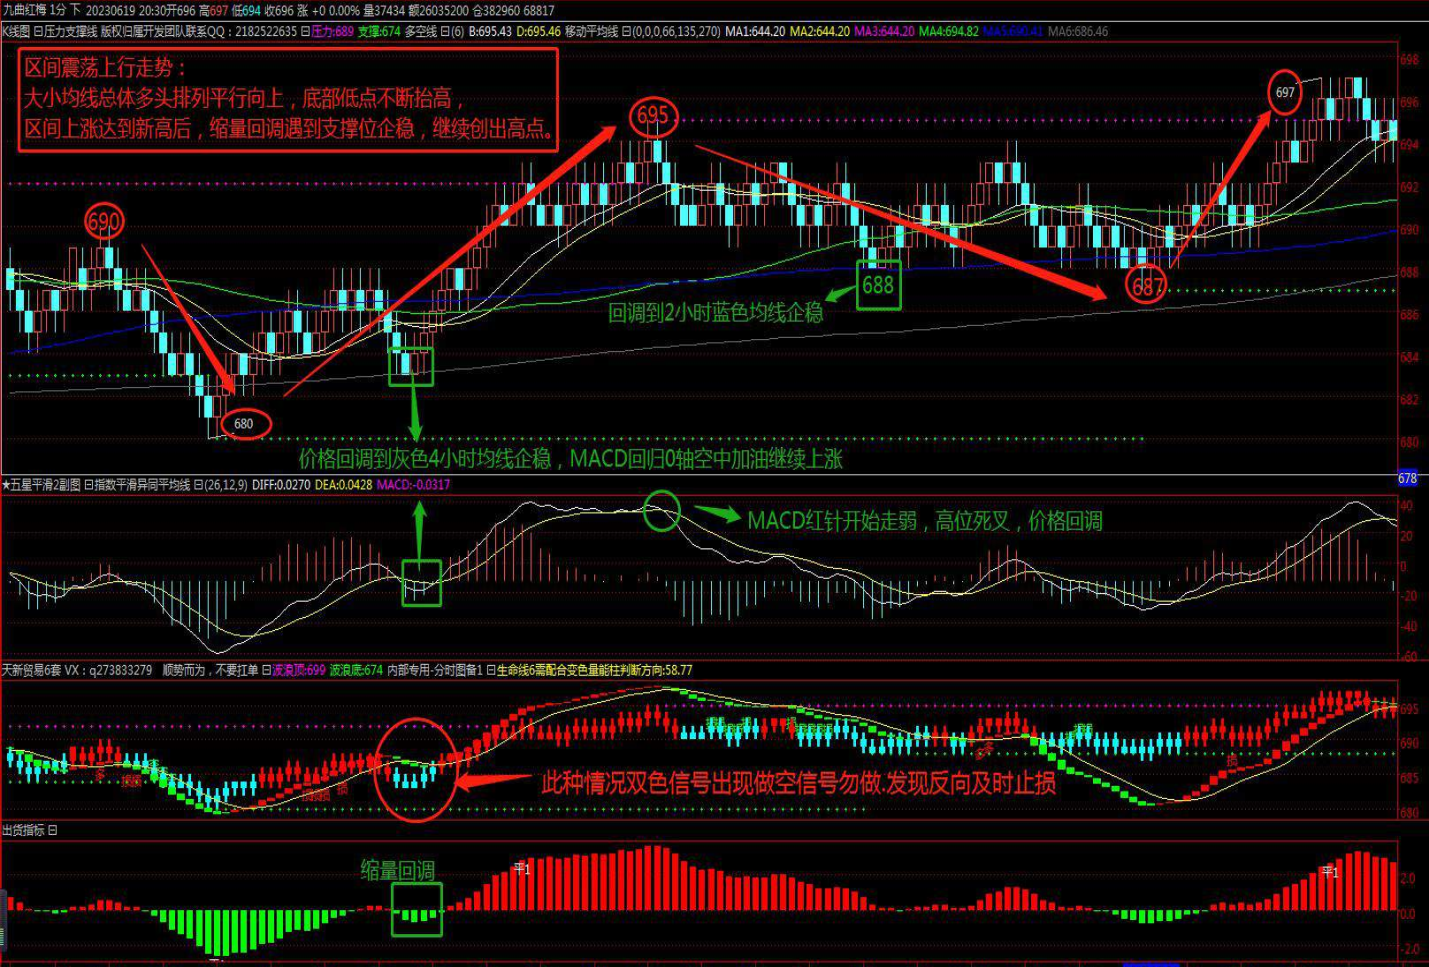 九曲红梅 1分 下 20230619 20:30开696 高697 低694 收696 涨 +0 0.00% 量37434 额26035200 仓382960 68817
K线图 日压力支撑线 版权归属开发团队联系QQ：2182522635 日压力:689 支撑:674 多空线 日(6) B:695.43 D:695.46 移动平均线 日(0,0,0,66,135,270) MA1:644.20 MA2:644.20 MA3:644.20 MA4:694.82 MA5:690.41 MA6:686.46
区间震荡上行走势：
大小均线总体多头排列平行向上，底部低点不断抬高，
区间上涨达到新高后，缩量回调遇到支撑位企稳，继续创出高点。
698
697
696
695
694
692
690
690
688
688
687
回调到2小时蓝色均线企稳
686
684
682
680
680
价格回调到灰色4小时均线企稳，MACD回归0轴空中加油继续上涨
678
★五星平滑2副图 日指数平滑异同平均线 日(26,12,9) DIFF:0.0270 DEA:0.0428 MACD:-0.0317
40
MACD红针开始走弱，高位死叉，价格回调
20
0
-20
-40
-60
天新贸易6套 VX：q273833279 顺势而为，不要扛单 日波浪顶:699 波浪底:674 内部专用-分时图备1 日生命线6需配合变色量能柱判断方向:58.77
695
690
685
此种情况双色信号出现做空信号勿做.发现反向及时止损
680
出货指标 日
缩量回调
平1
平1
2.0
0.0
-2.0